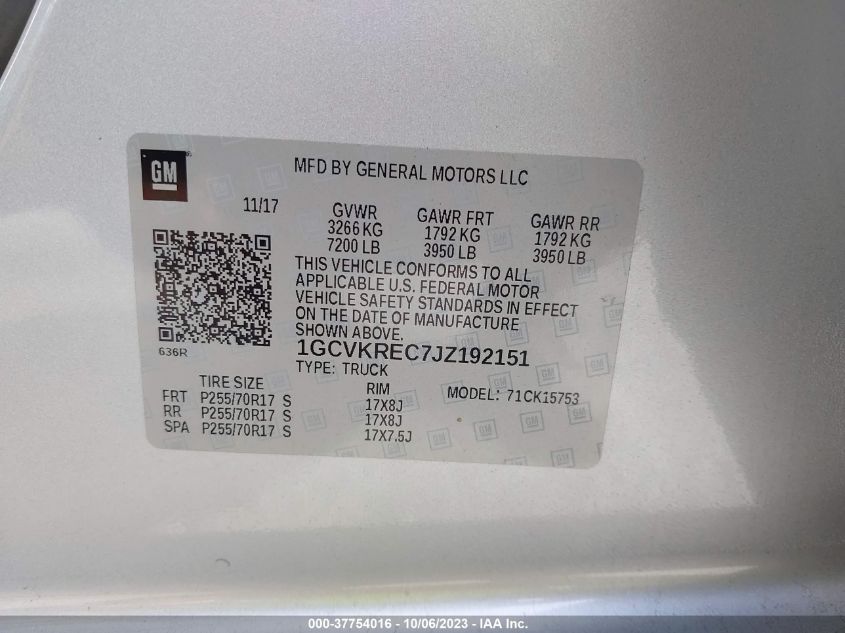 GM
MFD BY GENERAL MOTORS LLC
11/17
GVWR GAWR FRT GAWR RR
3266 KG 1792 KG 1792 KG
7200 LB 3950 LB 3950 LB
THIS VEHICLE CONFORMS TO ALL
APPLICABLE U.S. FEDERAL MOTOR
VEHICLE SAFETY STANDARDS IN EFFECT
ON THE DATE OF MANUFACTURE
SHOWN ABOVE.
636R
1GCVKREC7JZ192151
TYPE: TRUCK
TIRE SIZE RIM MODEL: 71CK15753
FRT P255/70R17 S 17X8J
RR P255/70R17 S 17X8J
SPA P255/70R17 S 17X7.5J
000-37754016 - 10/06/2023 - IAA Inc.